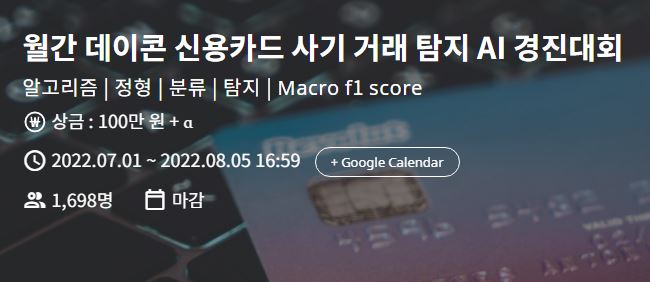 월간 데이콘 신용카드 사기 거래 탐지 AI 경진대회
알고리즘 | 정형 | 분류 | 탐지 | Macro f1 score
₩ 상금 : 100만 원 + α
2022.07.01 ~ 2022.08.05 16:59 + Google Calendar
1,698명 마감